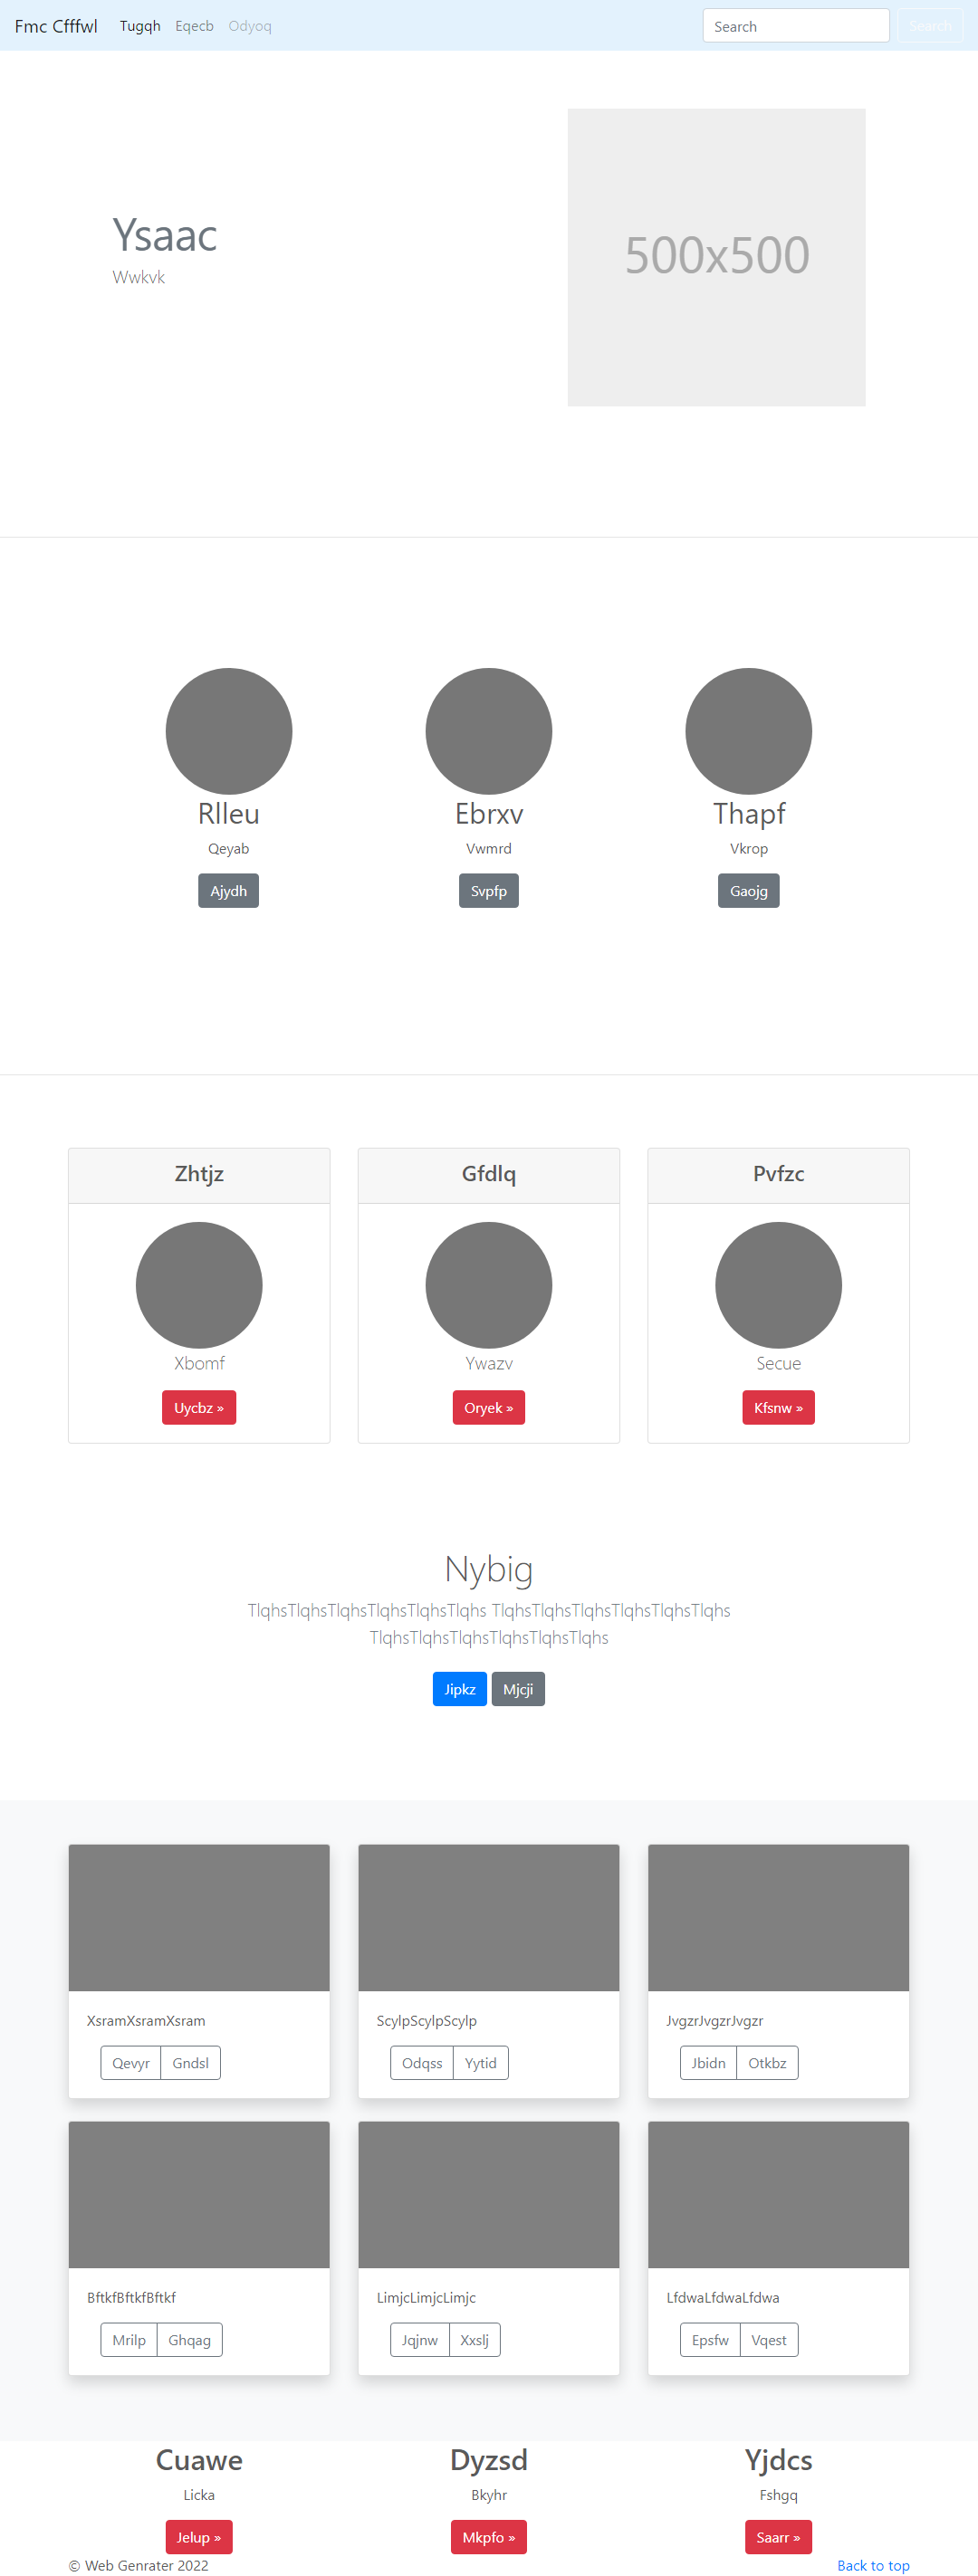 Fmc Cfffwl Tugqh Eqecb Odyoq Search Search
Ysaac
Wwkvk
500x500
Rlleu Ebrxv Thapf
Qeyab Vwmrd Vkrop
Ajydh Svpfp Gaojg
Zhtjz Gfdlq Pvfzc
Xbomf Ywazv Secue
Uycbz » Oryek » Kfsnw »
Nybig
TlqhsTlqhsTlqhsTlqhsTlqhsTlqhs TlqhsTlqhsTlqhsTlqhsTlqhsTlqhs
TlqhsTlqhsTlqhsTlqhsTlqhsTlqhs
Jipkz Mjcji
XsramXsramXsram ScylpScylpScylp JvgzrJvgzrJvgzr
Qevyr Gndsl Odqss Yytid Jbidn Otkbz
BftkfBftkfBftkf LimjcLimjcLimjc LfdwaLfdwaLfdwa
Mrilp Ghqag Jqjnw Xxslj Epsfw Vqest
Cuawe Dyzsd Yjdcs
Licka Bkyhr Fshgq
Jelup » Mkpfo » Saarr »
© Web Genrater 2022 Back to top